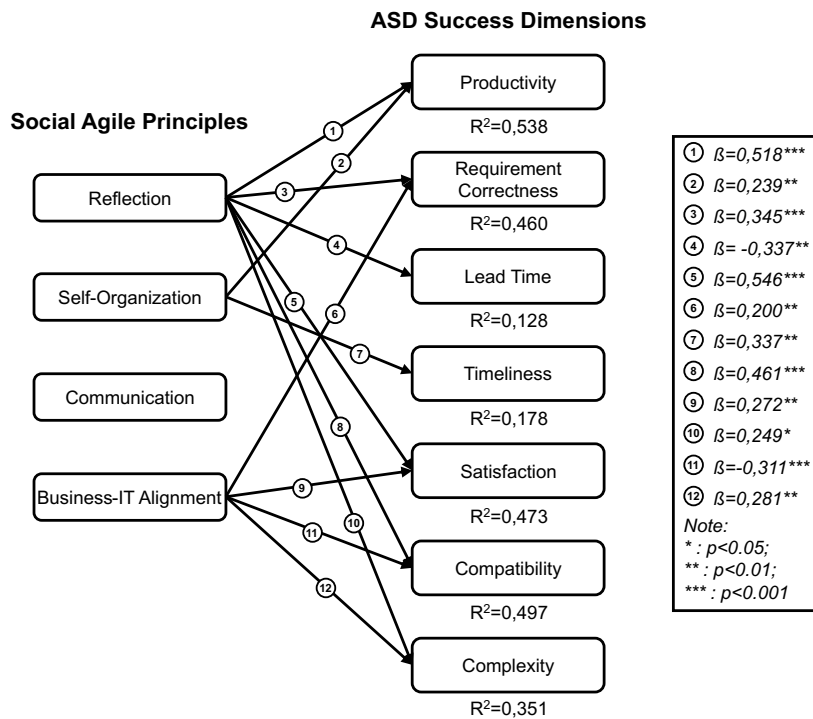 ASD Success Dimensions
Social Agile Principles
Reflection
Self-Organization
Communication
Business-IT Alignment
Productivity
R²=0,538
Requirement
Correctness
R²=0,460
Lead Time
R²=0,128
Timeliness
R²=0,178
Satisfaction
R²=0,473
Compatibility
R²=0,497
Complexity
R²=0,351
1
2
3
4
5
6
7
8
9
10
11
12
1 ß=0,518***
2 ß=0,239**
3 ß=0,345***
4 ß= -0,337**
5 ß=0,546***
6 ß=0,200**
7 ß=0,337**
8 ß=0,461***
9 ß=0,272**
10 ß=0,249*
11 ß=-0,311***
12 ß=0,281**
Note:
* : p<0.05;
** : p<0.01;
*** : p<0.001